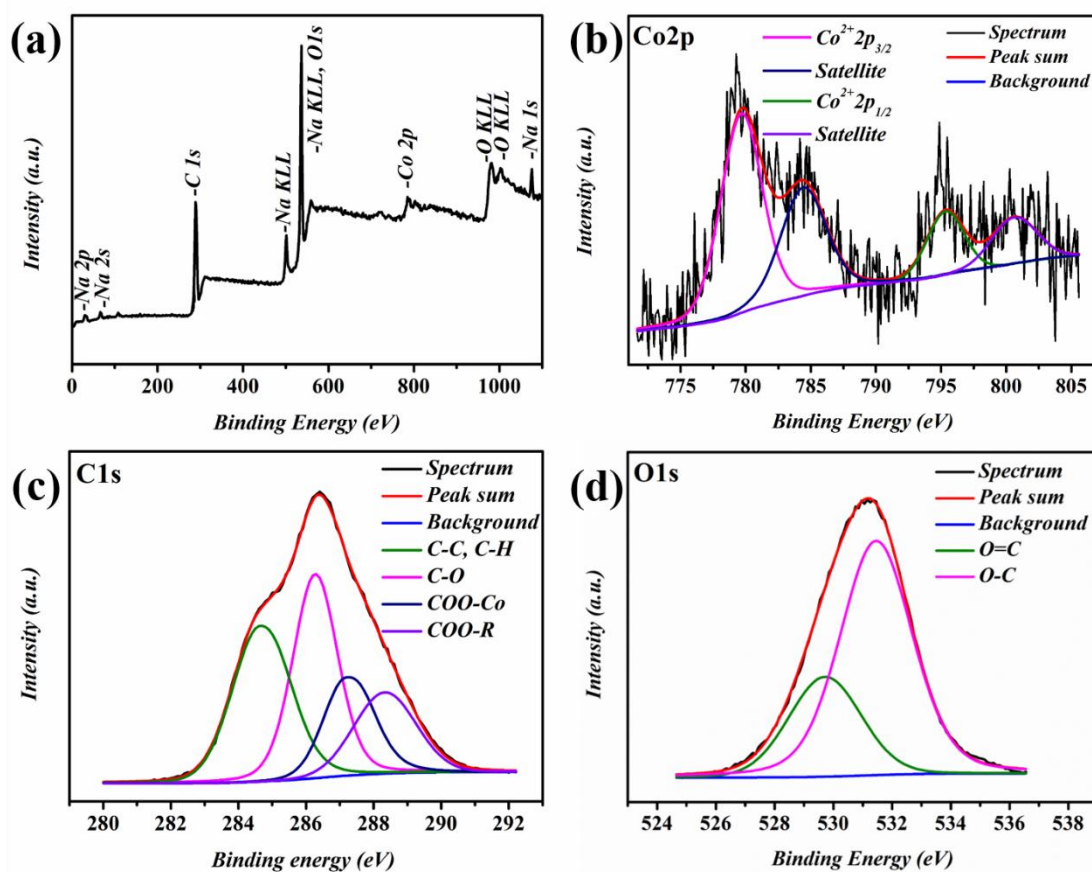 (a)
-Na 2p
-Na 2s
-C 1s
-Na KLL
-Na KLL, O1s
-Co 2p
-O KLL
-O KLL
-Na 1s
Intensity (a.u.)
0 200 400 600 800 1000
Binding Energy (eV)
(b)
Co2p
Co²⁺2p3/2
Satellite
Co²⁺2p1/2
Satellite
Spectrum
Peak sum
Background
Intensity (a.u.)
775 780 785 790 795 800 805
Binding Energy (eV)
(c)
C1s
Spectrum
Peak sum
Background
C-C, C-H
C-O
COO-Co
COO-R
Intensity (a.u.)
280 282 284 286 288 290 292
Binding energy (eV)
(d)
O1s
Spectrum
Peak sum
Background
O=C
O-C
Intensity (a.u.)
524 526 528 530 532 534 536 538
Binding Energy (eV)